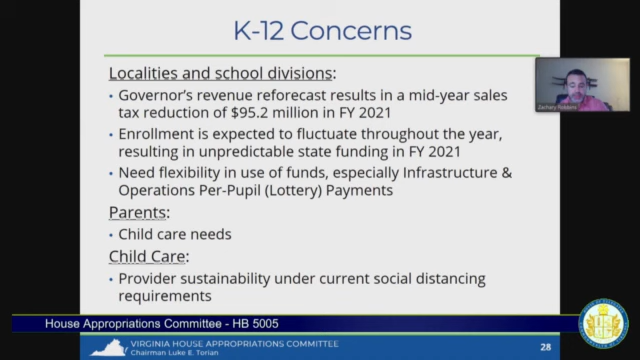 K-12 Concerns
Localities and school divisions:
• Governor's revenue reforecast results in a mid-year sales
tax reduction of $95.2 million in FY 2021
• Enrollment is expected to fluctuate throughout the year,
resulting in unpredictable state funding in FY 2021
• Need flexibility in use of funds, especially Infrastructure &
Operations Per-Pupil (Lottery) Payments
Parents:
• Child care needs
Child Care:
• Provider sustainability under current social distancing
requirements
Zachary Robbins
House Appropriations Committee - HB 5005
VIRGINIA HOUSE APPROPRIATIONS COMMITTEE
Chairman Luke E. Torian
28